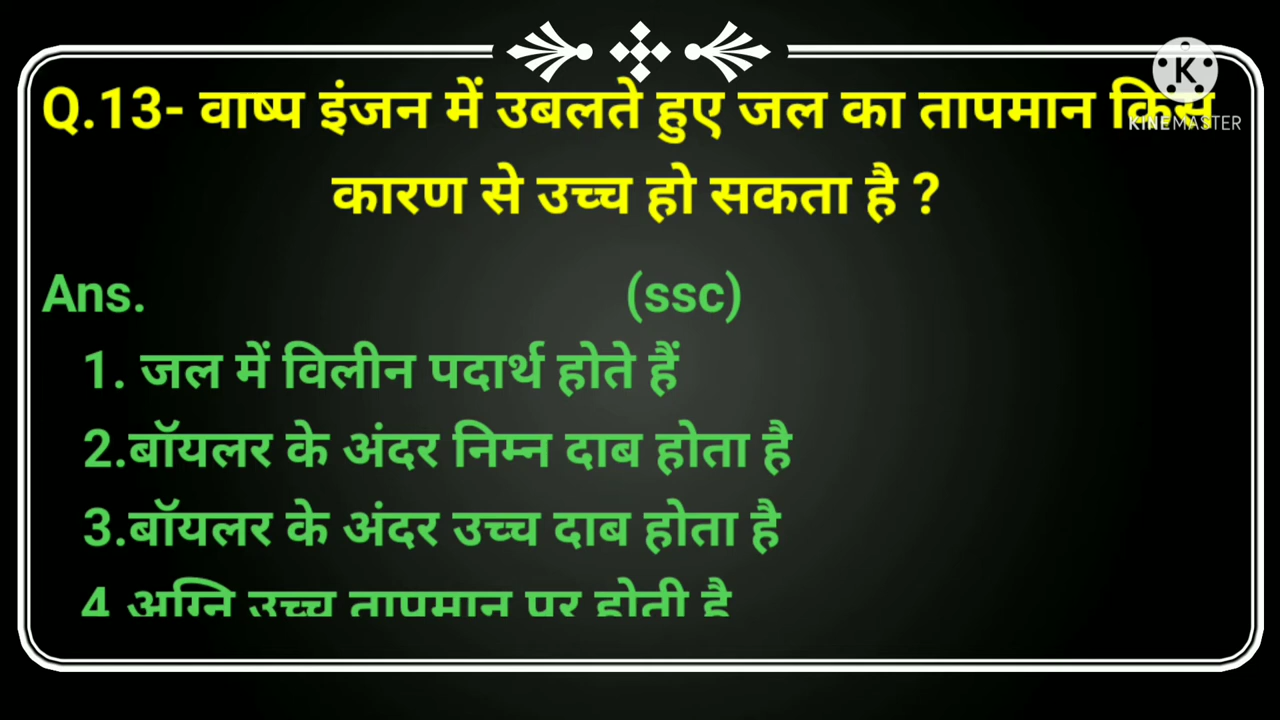 Q.13- वाष्प इंजन में उबलते हुए जल का तापमान किस
कारण से उच्च हो सकता है ?
Ans. (ssc)
1. जल में विलीन पदार्थ होते हैं
2.बॉयलर के अंदर निम्न दाब होता है
3.बॉयलर के अंदर उच्च दाब होता है
4 अग्नि उच्च तापमान पर होती है
K
KINEMASTER